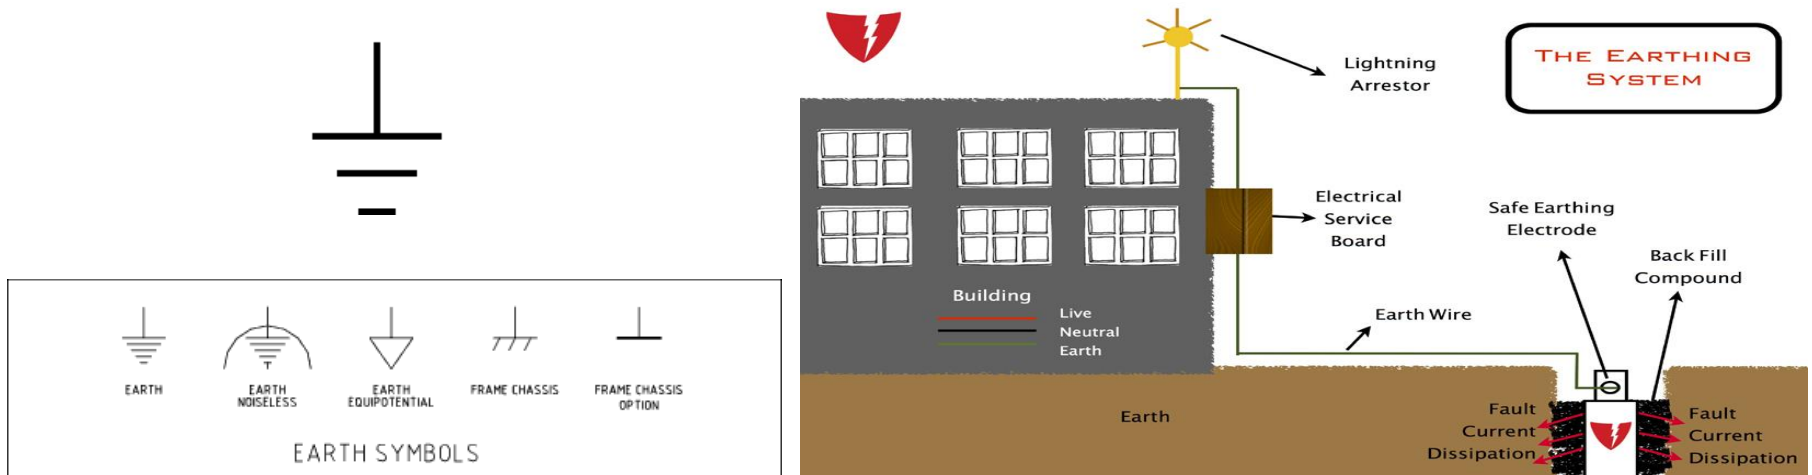 EARTH
EARTH
NOISELESS
EARTH
EQUIPOTENTIAL
FRAME CHASSIS
FRAME CHASSIS
OPTION
EARTH SYMBOLS
THE EARTHING
SYSTEM
Lightning
Arrestor
Electrical
Service
Board
Safe Earthing
Electrode
Back Fill
Compound
Building
Live
Neutral
Earth
Earth Wire
Earth
Fault
Current
Dissipation
Fault
Current
Dissipation